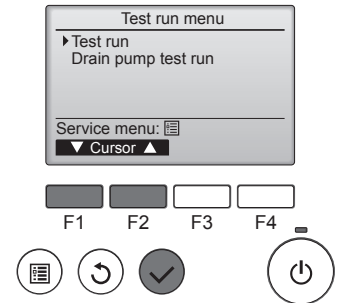 Test run menu
Test run
Drain pump test run
Service menu:
▼ Cursor ▲
F1 F2 F3 F4